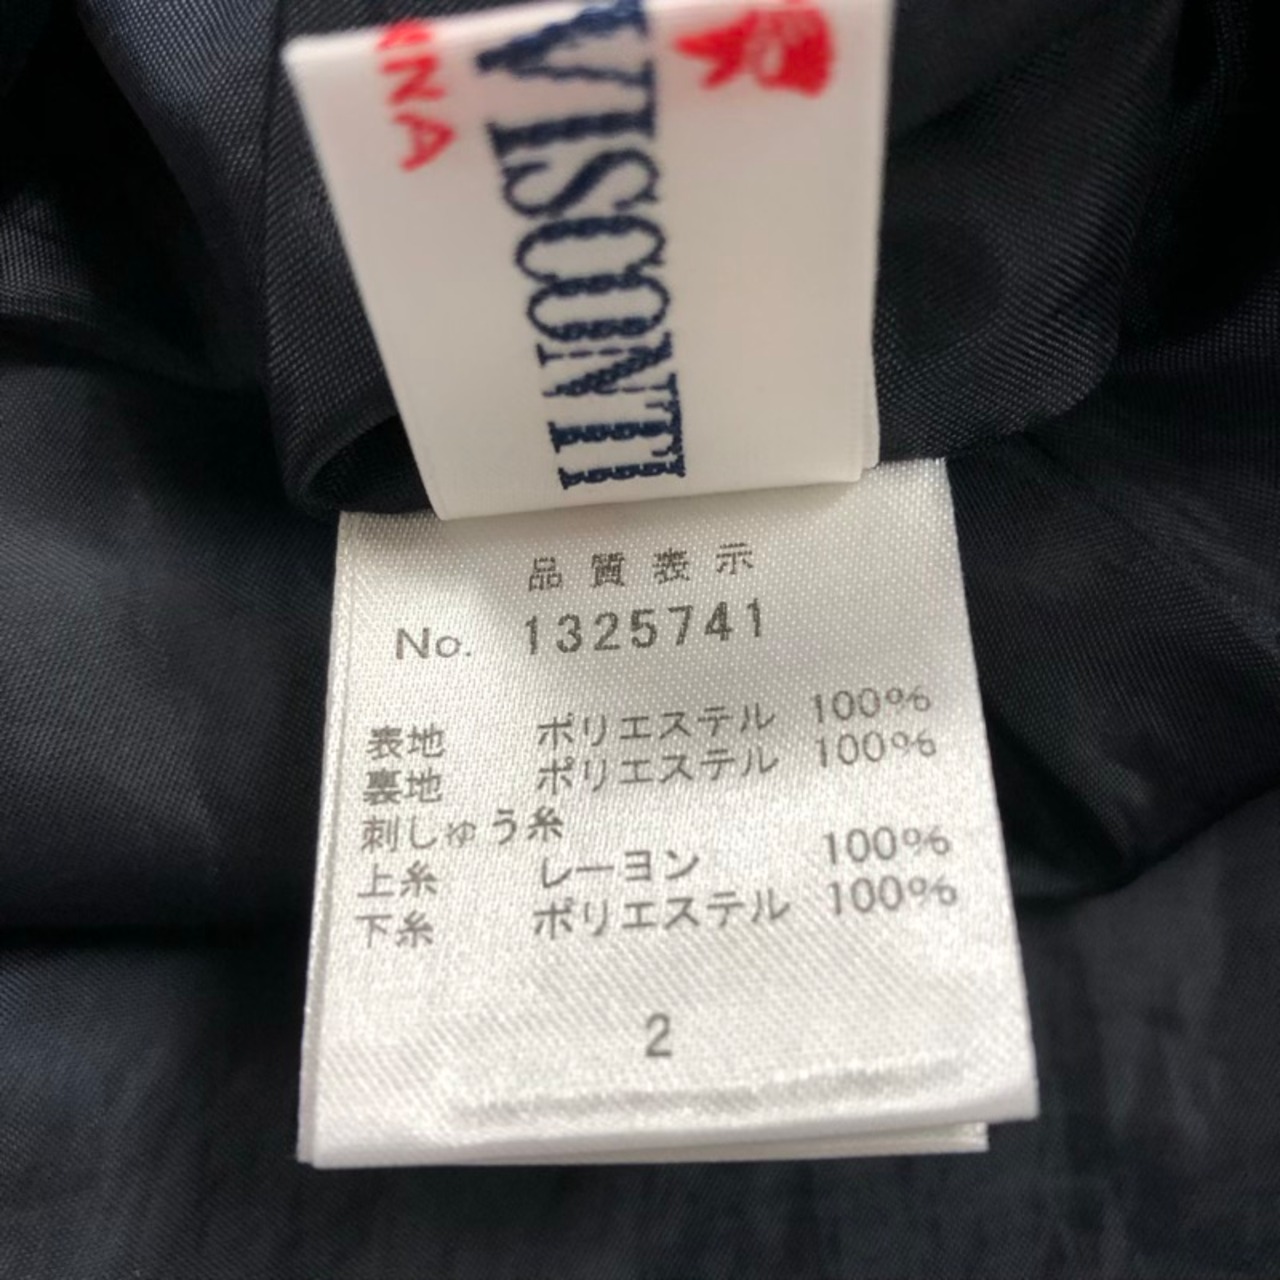 NNA
VISCONTI
品質表示
No. 1325741
表地 ポリエステル 100%
裏地 ポリエステル 100%
刺しゅう糸
上糸 レーヨン 100%
下糸 ポリエステル 100%
2